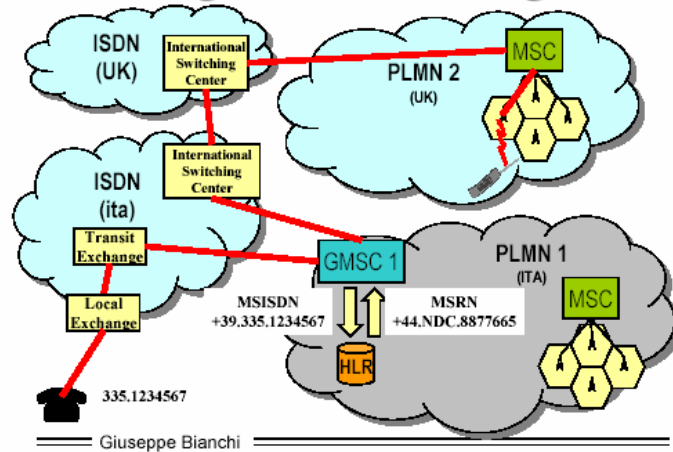 ISDN
(UK)
International
Switching
Center
PLMN 2
(UK)
MSC
ISDN
(ita)
International
Switching
Center
Transit
Exchange
Local
Exchange
GMSC 1
PLMN 1
(ITA)
MSC
MSISDN
+39.335.1234567
MSRN
+44.NDC.8877665
HLR
335.1234567
Giuseppe Bianchi